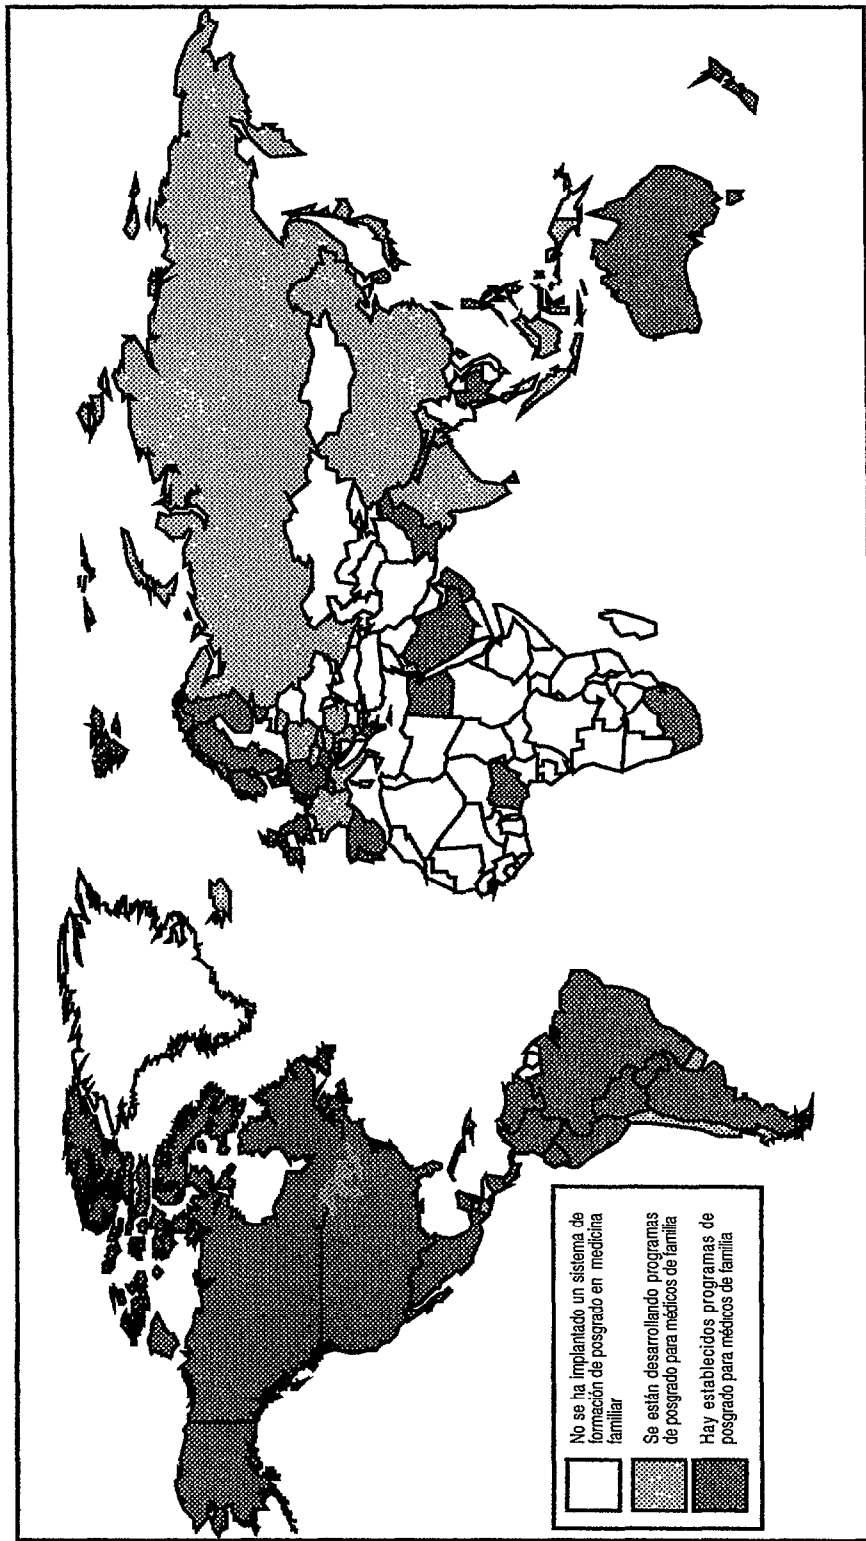 No se ha implantado un sistema de
formación de posgrado en medicina
familiar
Se están desarrollando programas
de posgrado para médicos de familia
Hay establecidos programas de
posgrado para médicos de familia